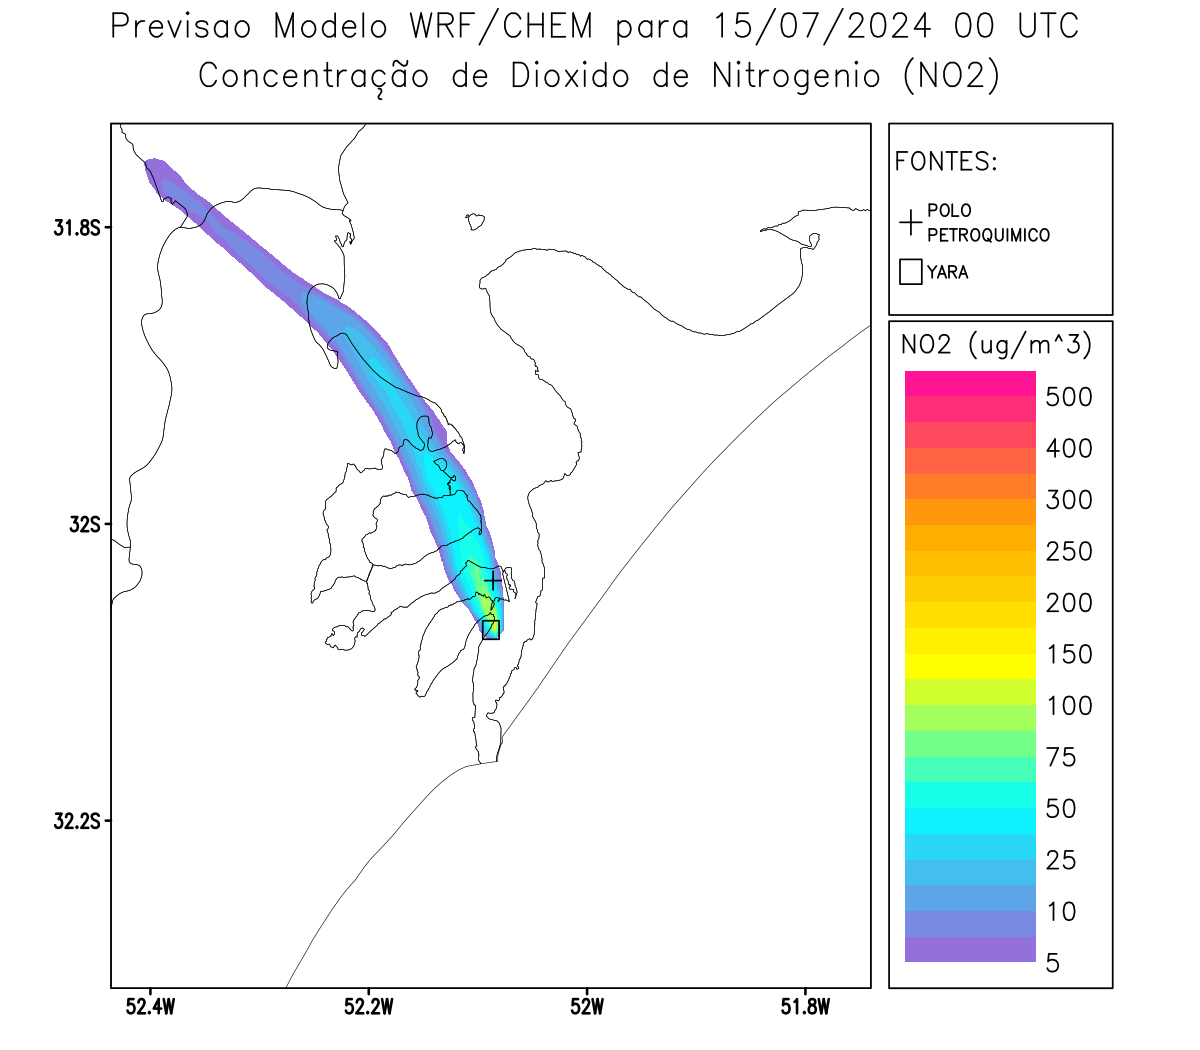 Previsao Modelo WRF/CHEM para 15/07/2024 00 UTC
Concentração de Dioxido de Nitrogenio (NO2)
FONTES:
POLO
PETROQUIMICO
YARA
NO2 (ug/m^3)
500
400
300
250
200
150
100
75
50
25
10
5
31.8S
32S
32.2S
52.4W
52.2W
52W
51.8W